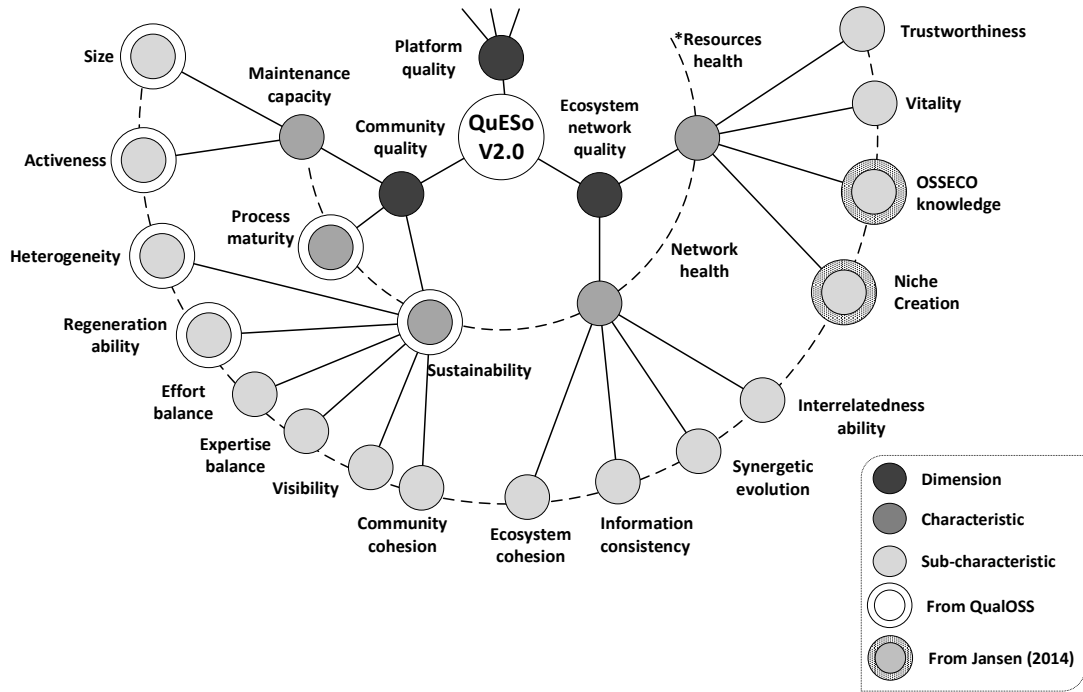 Platform
quality
QuESo
V2.0
Size
Maintenance
capacity
Community
quality
Activeness
Process
maturity
Heterogeneity
Regeneration
ability
Sustainability
Effort
balance
Expertise
balance
Visibility
Community
cohesion
Ecosystem
network
quality
*Resources
health
Trustworthiness
Vitality
OSSECO
knowledge
Network
health
Niche
Creation
Interrelatedness
ability
Synergetic
evolution
Information
consistency
Ecosystem
cohesion
Dimension
Characteristic
Sub-characteristic
From QualOSS
From Jansen (2014)